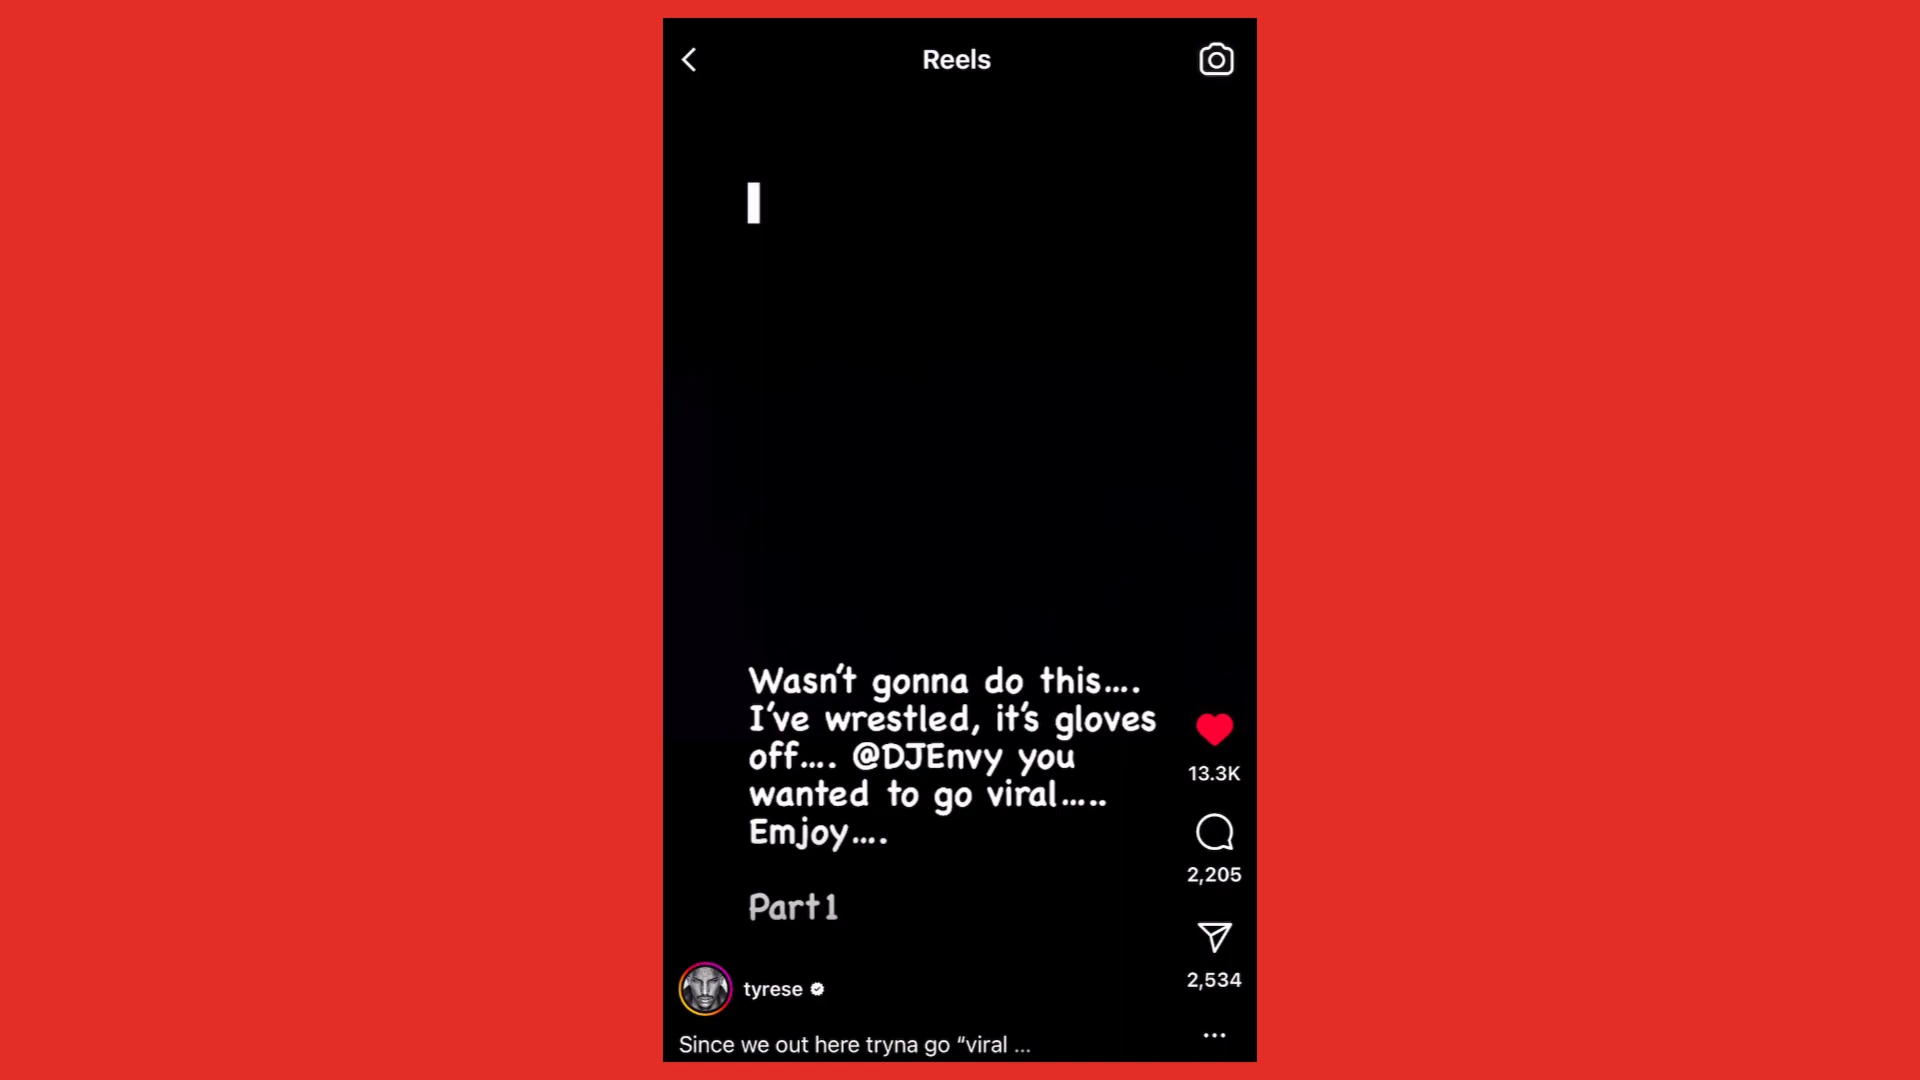 Reels
I
Wasn't gonna do this....
I've wrestled, it's gloves
off.... @DJEnvy you
wanted to go viral.....
Emjoy....
Part 1
13.3K
2,205
2,534
tyrese
Since we out here tryna go “viral ...